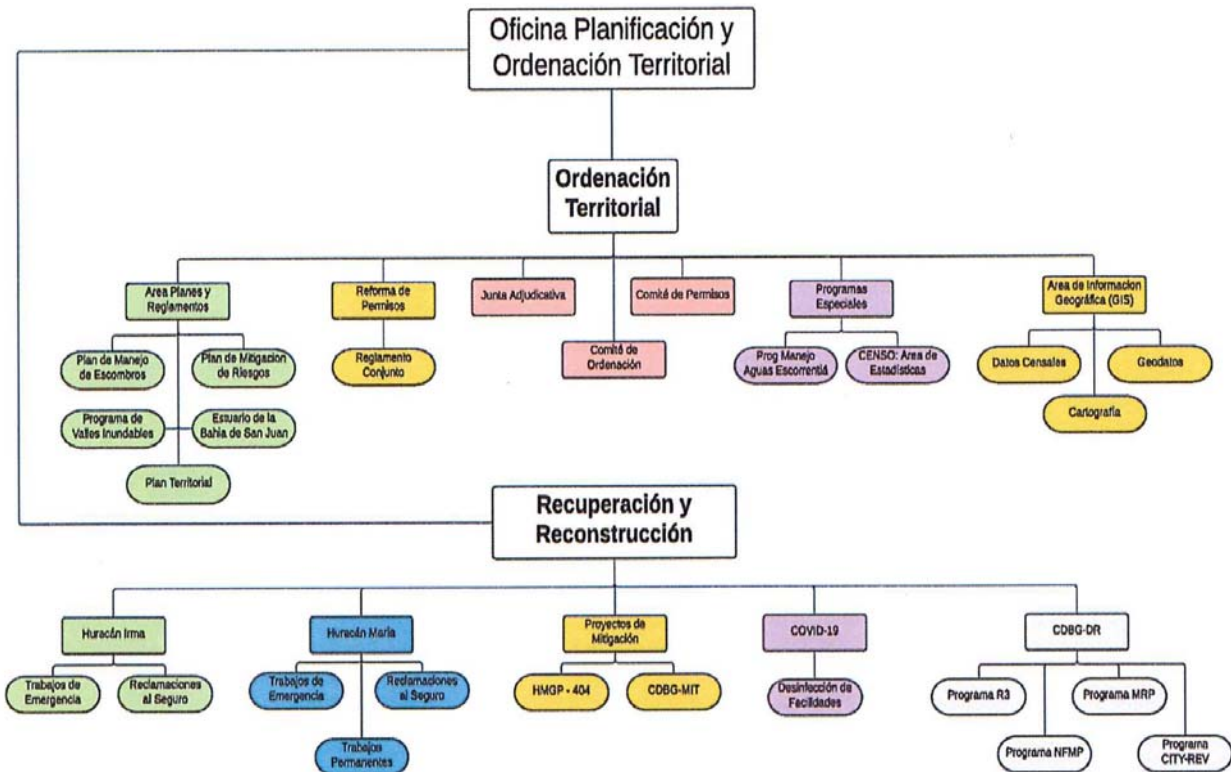 Oficina Planificación y
Ordenación Territorial
Ordenación
Territorial
Area Planes y
Reglamentos
Reforma de
Permisos
Junta Adjudicativa
Comité de Permisos
Programas
Especiales
Area de Informacion
Geográfica (GIS)
Comité de
Ordenación
Plan de Manejo
de Escombros
Plan de Mitigacion
de Riesgos
Reglamento
Conjunto
Prog Manejo
Aguas Escorrentiá
CENSO: Area de
Estadísticas
Datos Censales
Geodatos
Cartografía
Programa de
Valles Inundables
Estuario de la
Bahia de San Juan
Plan Territorial
Recuperación y
Reconstrucción
Huracán Irma
Huracán María
Proyectos de
Mitigación
COVID-19
CDBG-DR
Trabajos de
Emergencia
Reclamaciones
al Seguro
Trabajos de
Emergencia
Reclamaciones
al Seguro
Trabajos
Permanentes
HMGP - 404
CDBG-MIT
Desinfección de
Facilidades
Programa R3
Programa MRP
Programa NFMP
Programa
CITY-REV